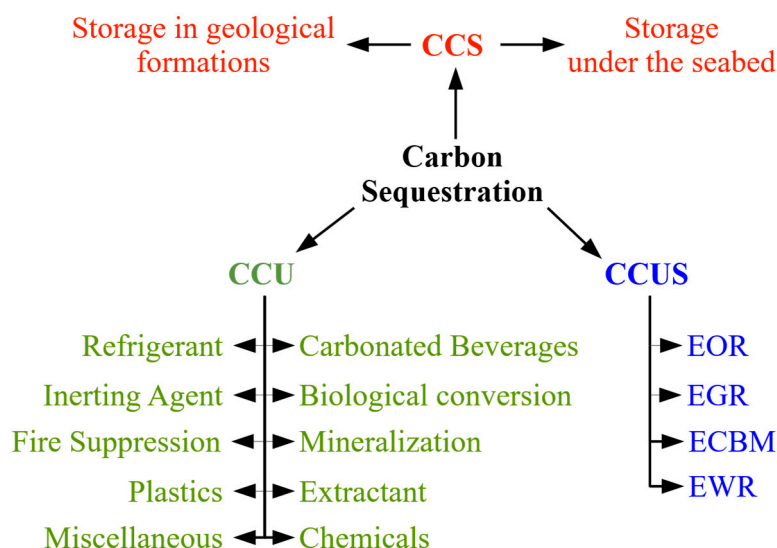 Storage in geological
formations
CCS
Storage
under the seabed
Carbon
Sequestration
CCU
CCUS
Refrigerant
Carbonated Beverages
Inerting Agent
Biological conversion
Fire Suppression
Mineralization
Plastics
Extractant
Miscellaneous
Chemicals
EOR
EGR
ECBM
EWR